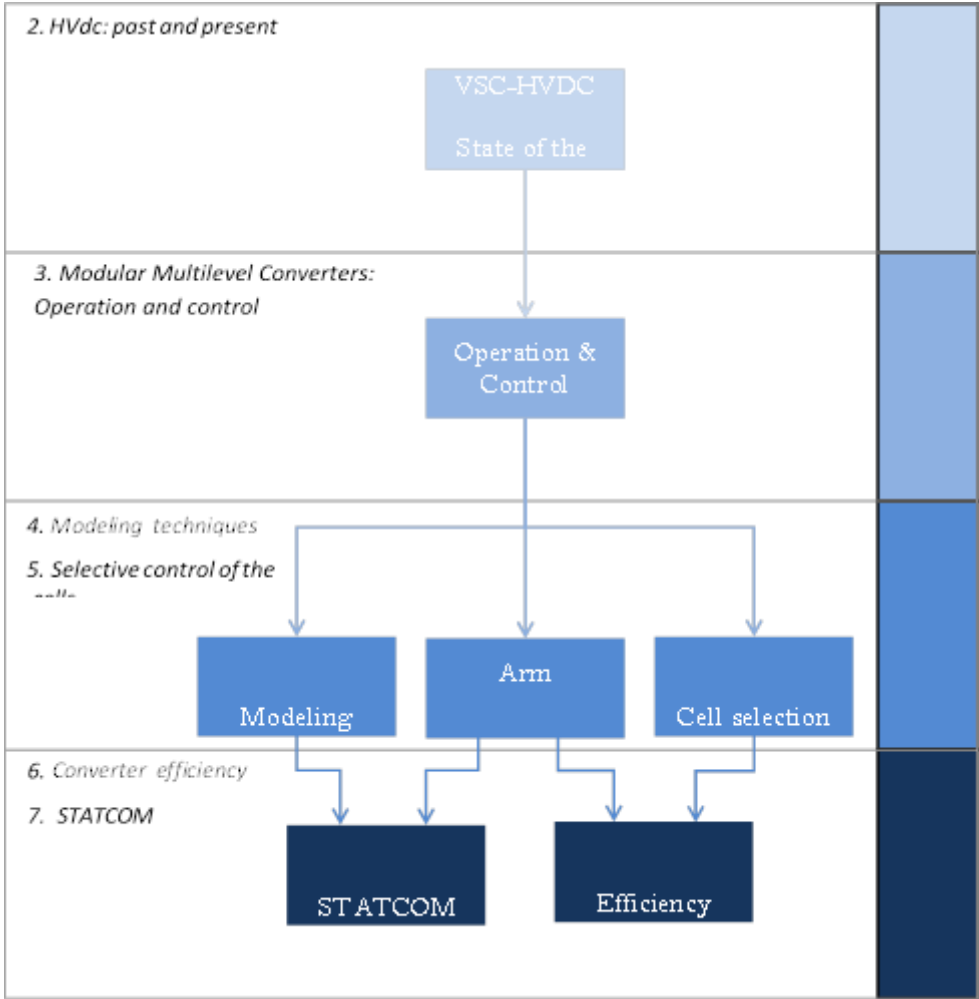 2. HVdc: past and present
VSC-HVDC
State of the
3. Modular Multilevel Converters:
Operation and control
Operation &
Control
4. Modeling techniques
5. Selective control of the
Modeling
Arm
Cell selection
6. Converter efficiency
7. STATCOM
STATCOM
Efficiency